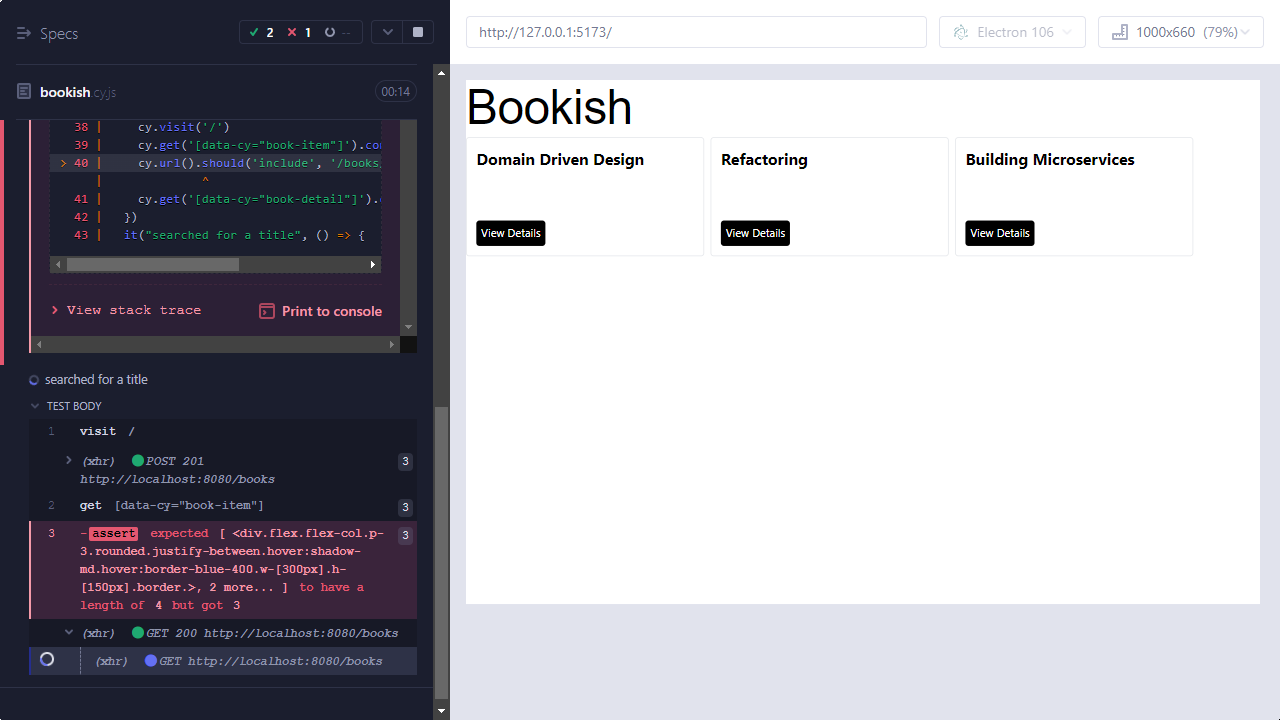 Specs
2
1
--
bookish.cy.js
00:14
38 | cy.visit('/')
39 | cy.get('[data-cy="book-item"]').con
> 40 | cy.url().should('include', '/books
| ^
41 | cy.get('[data-cy="book-detail"]').
42 | })
43 | it("searched for a title", () => {
View stack trace
Print to console
searched for a title
TEST BODY
1 visit /
(xhr) POST 201 3
http://localhost:8080/books
2 get [data-cy="book-item"] 3
3 -assert expected [ <div.flex.flex-col.p- 3
3.rounded.justify-between.hover:shadow-
md.hover:border-blue-400.w-[300px].h-
[150px].border.>, 2 more... ] to have a
length of 4 but got 3
(xhr) GET 200 http://localhost:8080/books
(xhr) GET http://localhost:8080/books
http://127.0.0.1:5173/
Electron 106
1000x660 (79%)
Bookish
Domain Driven Design
Refactoring
Building Microservices
View Details
View Details
View Details